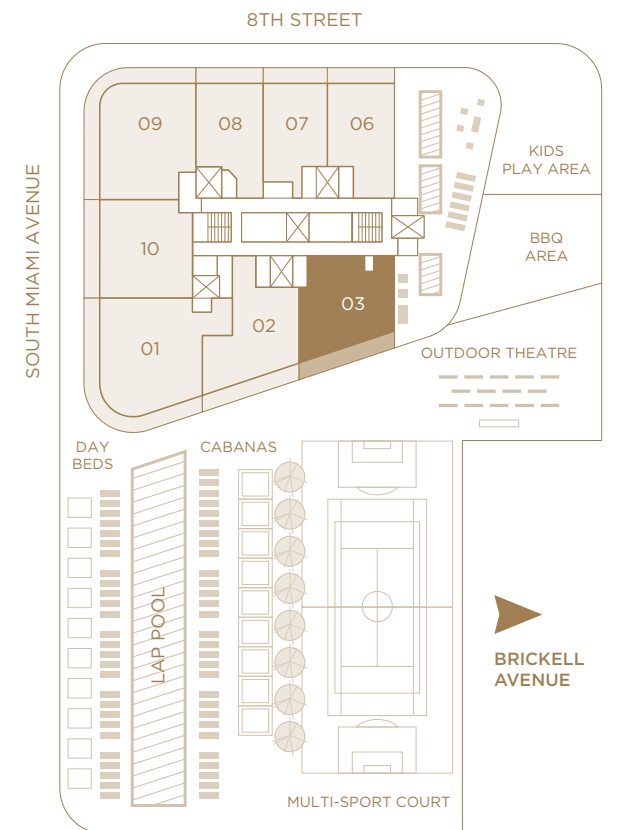 8TH STREET
SOUTH MIAMI AVENUE
09
08
07
06
KIDS
PLAY AREA
10
BBQ
AREA
03
02
01
OUTDOOR THEATRE
DAY
BEDS
CABANAS
LAP POOL
BRICKELL
AVENUE
MULTI-SPORT COURT